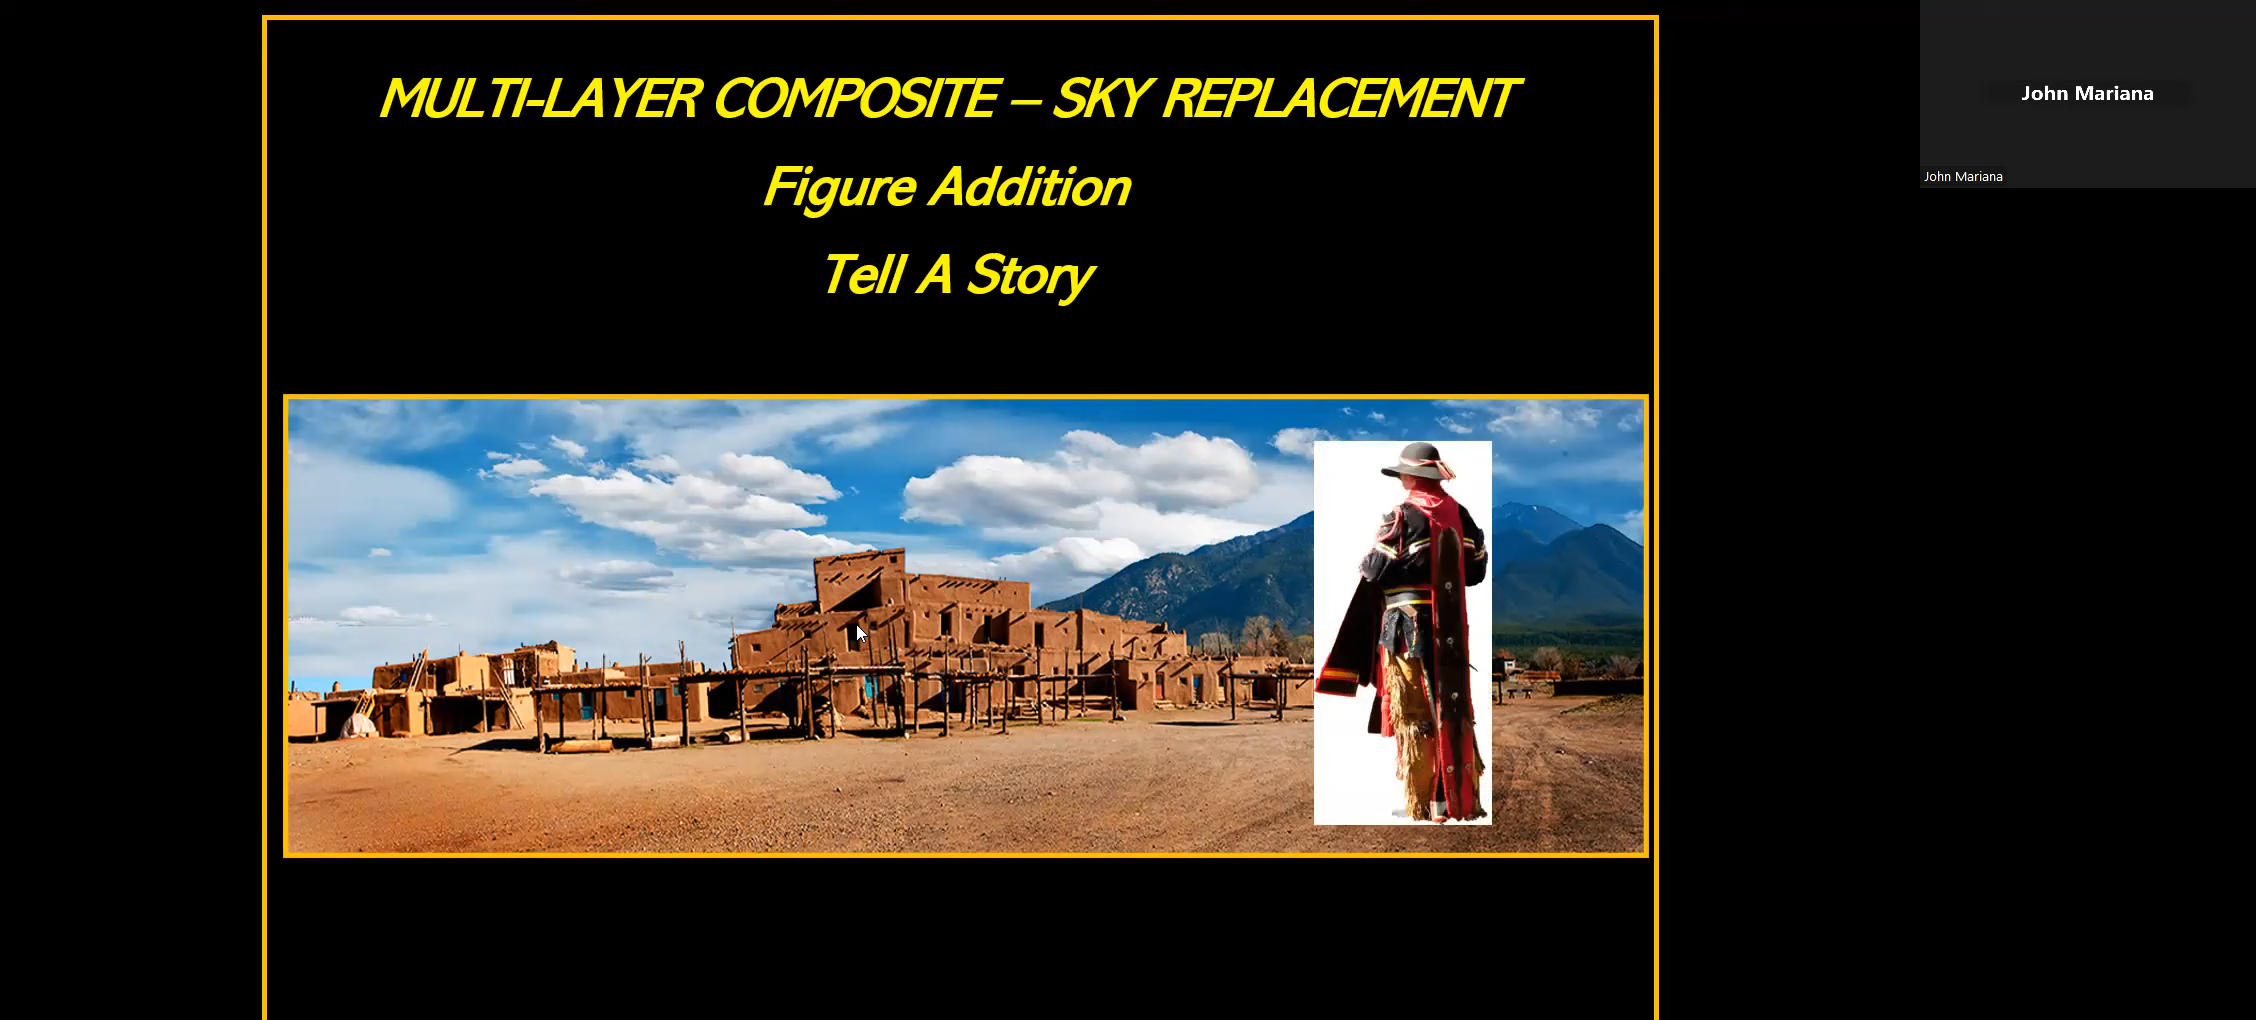 MULTI-LAYER COMPOSITE – SKY REPLACEMENT
Figure Addition
Tell A Story
John Mariana
John Mariana